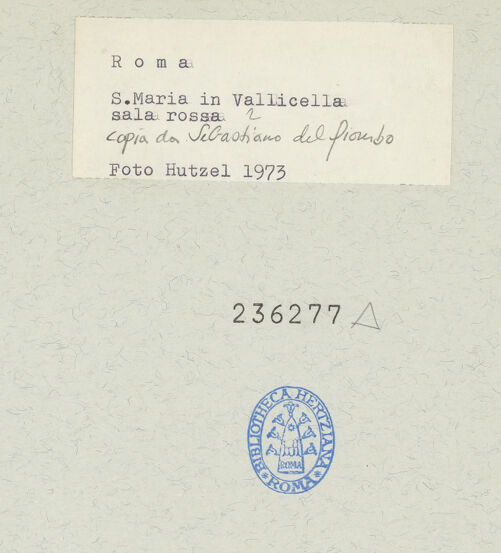 Roma
S.Maria in Vallicella
sala rossa 2
copia da Sebastiano del Piombo
Foto Hutzel 1973
236277
BIBLIOTHECA HERTZIANA
ROMA
*ROMA*